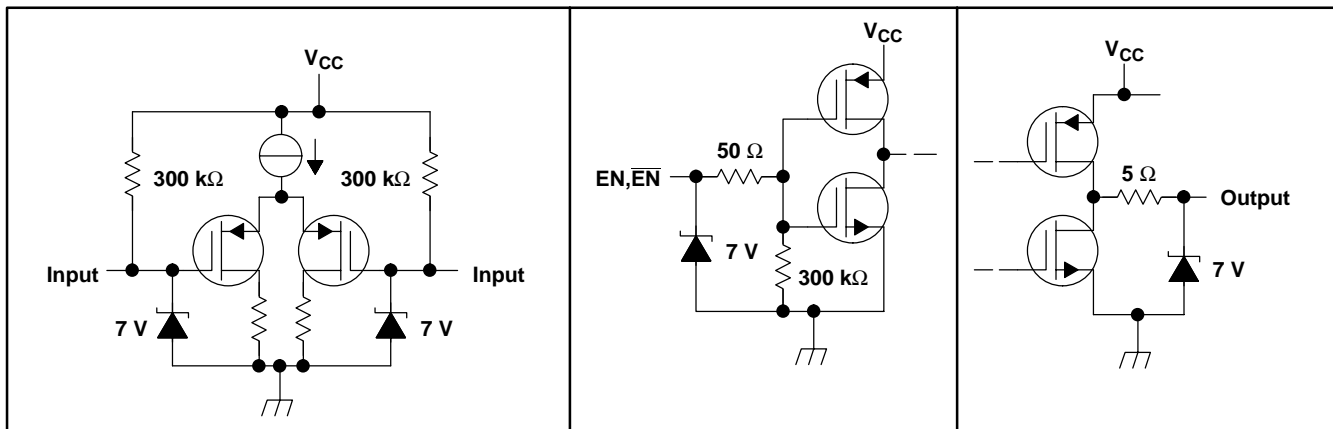 VCC
300 kΩ
300 kΩ
Input
Input
7 V
7 V
VCC
50 Ω
EN,E̅N̅
7 V
300 kΩ
VCC
5 Ω
Output
7 V